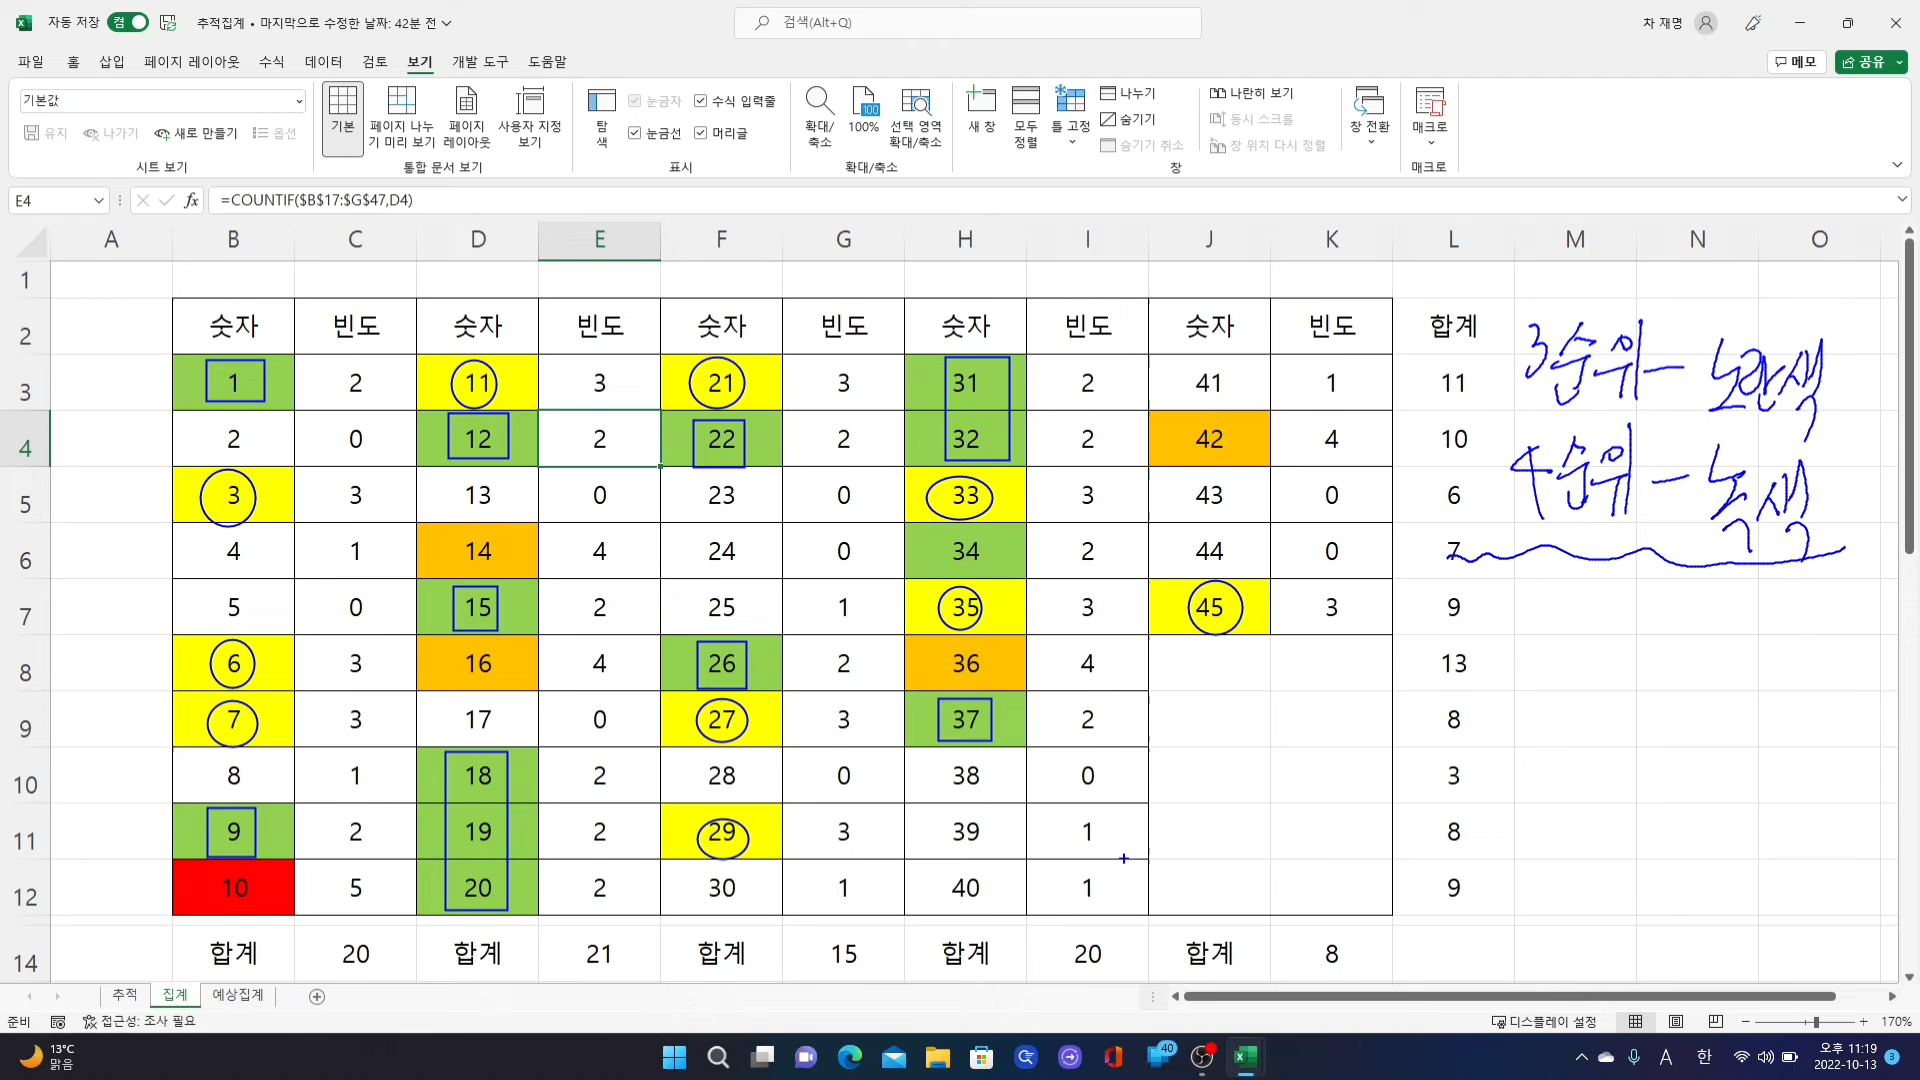 자동 저장 켬 추적집계 • 마지막으로 수정한 날짜: 42분 전 검색(Alt+Q) 차 재명
파일 홈 삽입 페이지 레이아웃 수식 데이터 검토 보기 개발 도구 도움말 메모 공유
기본값
유지 나가기 새로 만들기 옵션
시트 보기
기본
페이지 나누
기 미리 보기
페이지
레이아웃
사용자 지정
보기
통합 문서 보기
탐
색
눈금자 수식 입력줄
눈금선 머리글
표시
확대/
축소
100
100%
선택 영역
확대/축소
확대/축소
새 창
모두
정렬
틀 고정
나누기
숨기기
숨기기 취소
나란히 보기
동시 스크롤
창 위치 다시 정렬
창
창 전환
매크로
매크로
E4 fx =COUNTIF($B$17:$G$47,D4)
A B C D E F G H I J K L M N O
1
2 숫자 빈도 숫자 빈도 숫자 빈도 숫자 빈도 숫자 빈도 합계
3 1 2 11 3 21 3 31 2 41 1 11
3순위 - 노란색
4 2 0 12 2 22 2 32 2 42 4 10
4순위 - 녹색
5 3 3 13 0 23 0 33 3 43 0 6
6 4 1 14 4 24 0 34 2 44 0 7
7 5 0 15 2 25 1 35 3 45 3 9
8 6 3 16 4 26 2 36 4 13
9 7 3 17 0 27 3 37 2 8
10 8 1 18 2 28 0 38 0 3
11 9 2 19 2 29 3 39 1 8
12 10 5 20 2 30 1 40 1 9
14 합계 20 합계 21 합계 15 합계 20 합계 8
추적 집계 예상집계
준비 접근성: 조사 필요 디스플레이 설정 170%
13°C
맑음
40
A 한
오후 11:19
2022-10-13
3